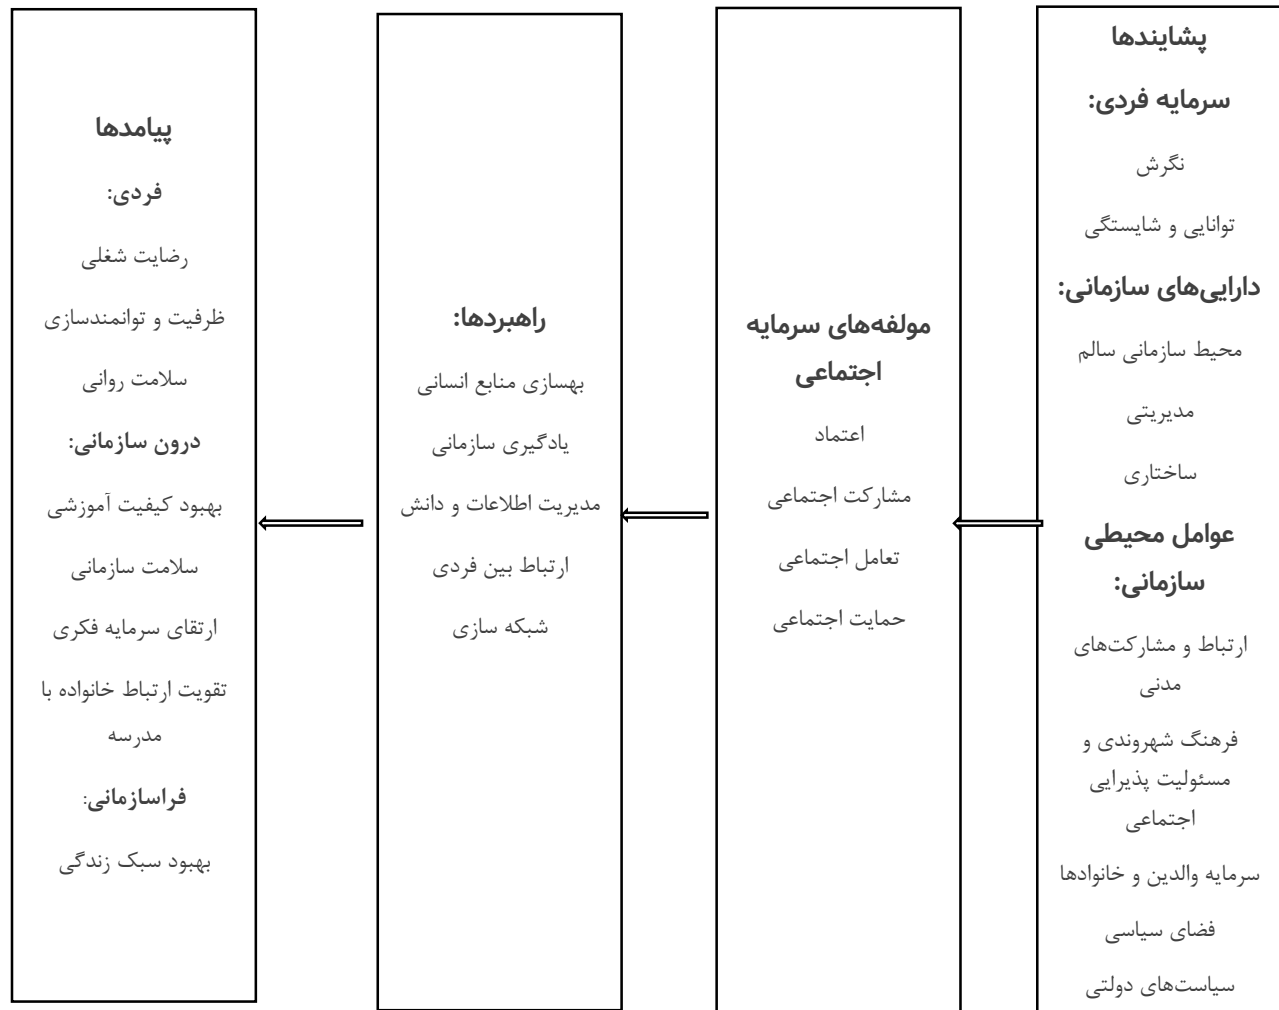 پشایندها
سرمایه فردی:
نگرش
توانایی و شایستگی
دارایی‌های سازمانی:
محیط سازمانی سالم
مدیریتی
ساختاری
عوامل محیطی
سازمانی:
ارتباط و مشارکت‌های
مدنی
فرهنگ شهروندی و
مسئولیت پذیرایی
اجتماعی
سرمایه والدین و خانوادها
فضای سیاسی
سیاست‌های دولتی
مولفه‌های سرمایه
اجتماعی
اعتماد
مشارکت اجتماعی
تعامل اجتماعی
حمایت اجتماعی
راهبردها:
بهسازی منابع انسانی
یادگیری سازمانی
مدیریت اطلاعات و دانش
ارتباط بین فردی
شبکه سازی
پیامدها
فردی:
رضایت شغلی
ظرفیت و توانمندسازی
سلامت روانی
درون سازمانی:
بهبود کیفیت آموزشی
سلامت سازمانی
ارتقای سرمایه فکری
تقویت ارتباط خانواده با
مدرسه
فراسازمانی:
بهبود سبک زندگی